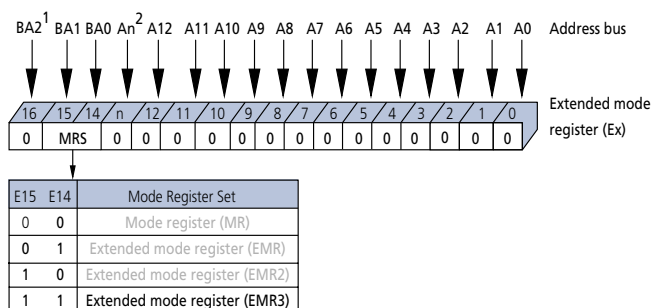 BA2¹ BA1 BA0 An² A12 A11 A10 A9 A8 A7 A6 A5 A4 A3 A2 A1 A0 Address bus
16 15 14 n 12 11 10 9 8 7 6 5 4 3 2 1 0 Extended mode
register (Ex)
0 MRS 0 0 0 0 0 0 0 0 0 0 0 0 0 0
E15 E14 Mode Register Set
0 0 Mode register (MR)
0 1 Extended mode register (EMR)
1 0 Extended mode register (EMR2)
1 1 Extended mode register (EMR3)